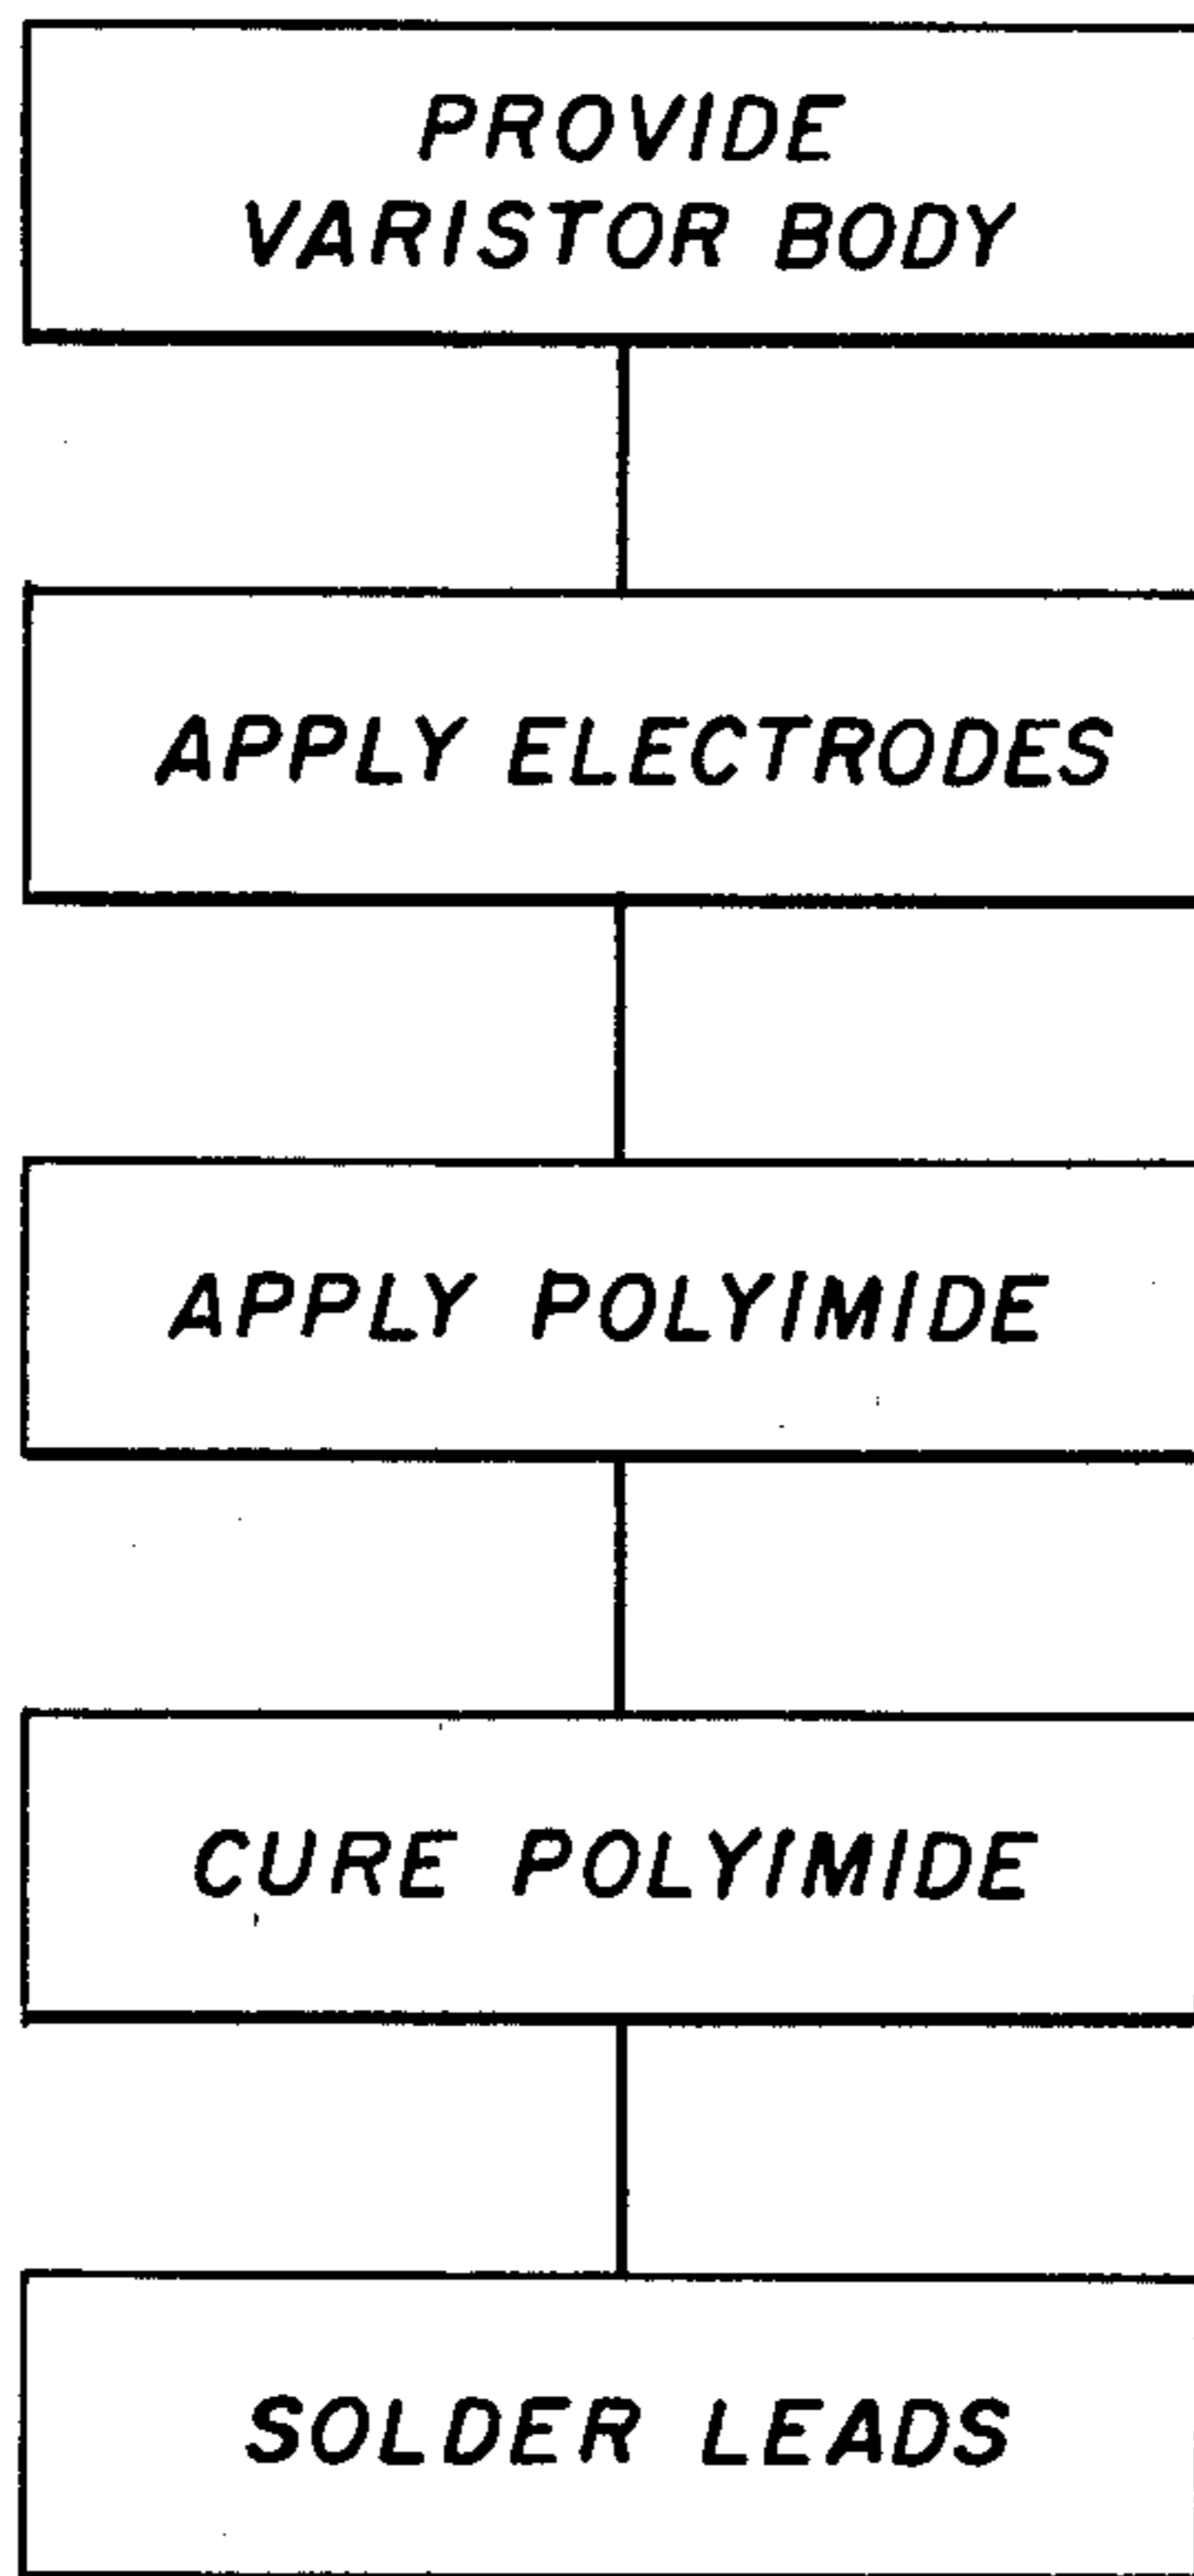 PROVIDE
VARISTOR BODY
APPLY ELECTRODES
APPLY POLYIMIDE
CURE POLYIMIDE
SOLDER LEADS